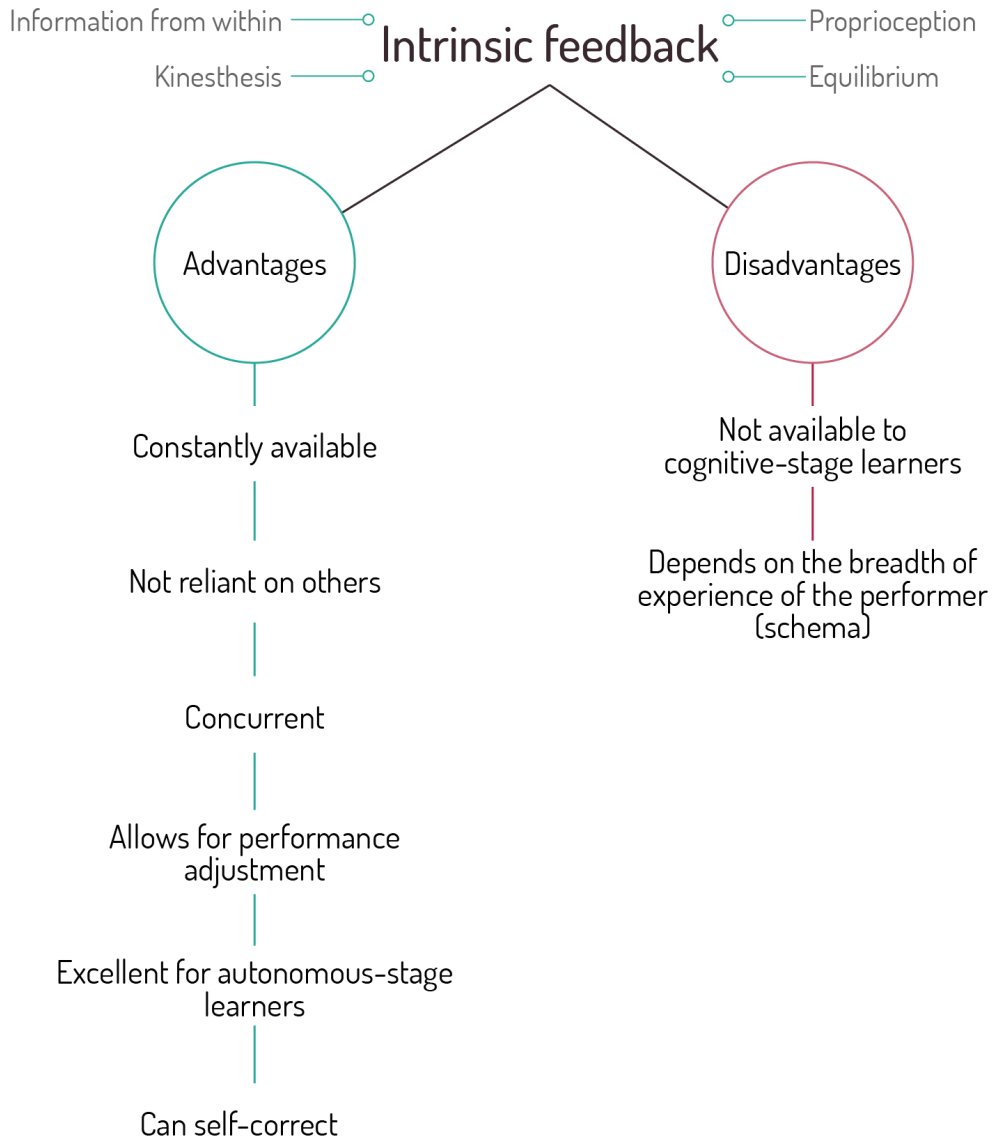 Information from within
Intrinsic feedback
Proprioception
Kinesthesis
Equilibrium
Advantages
Disadvantages
Constantly available
Not reliant on others
Concurrent
Allows for performance
adjustment
Excellent for autonomous-stage
learners
Can self-correct
Not available to
cognitive-stage learners
Depends on the breadth of
experience of the performer
(schema)